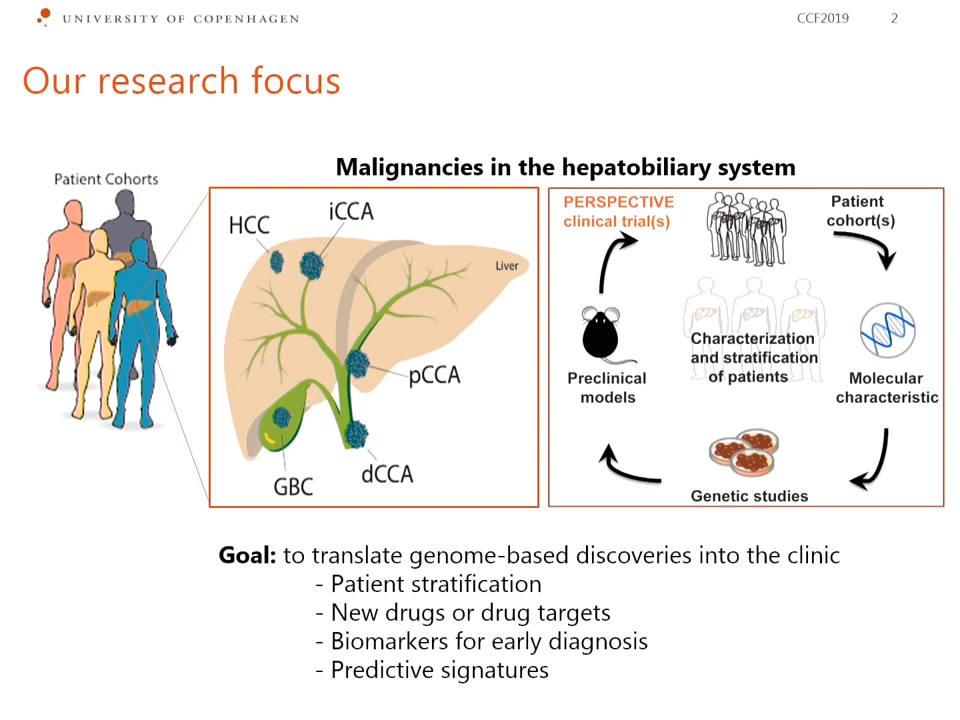 UNIVERSITY OF COPENHAGEN
CCF2019
2
Our research focus
Malignancies in the hepatobiliary system
Patient Cohorts
HCC
iCCA
Liver
pCCA
dCCA
GBC
PERSPECTIVE
clinical trial(s)
Patient
cohort(s)
Characterization
and stratification
of patients
Preclinical
models
Molecular
characteristic
Genetic studies
Goal: to translate genome-based discoveries into the clinic
- Patient stratification
- New drugs or drug targets
- Biomarkers for early diagnosis
- Predictive signatures